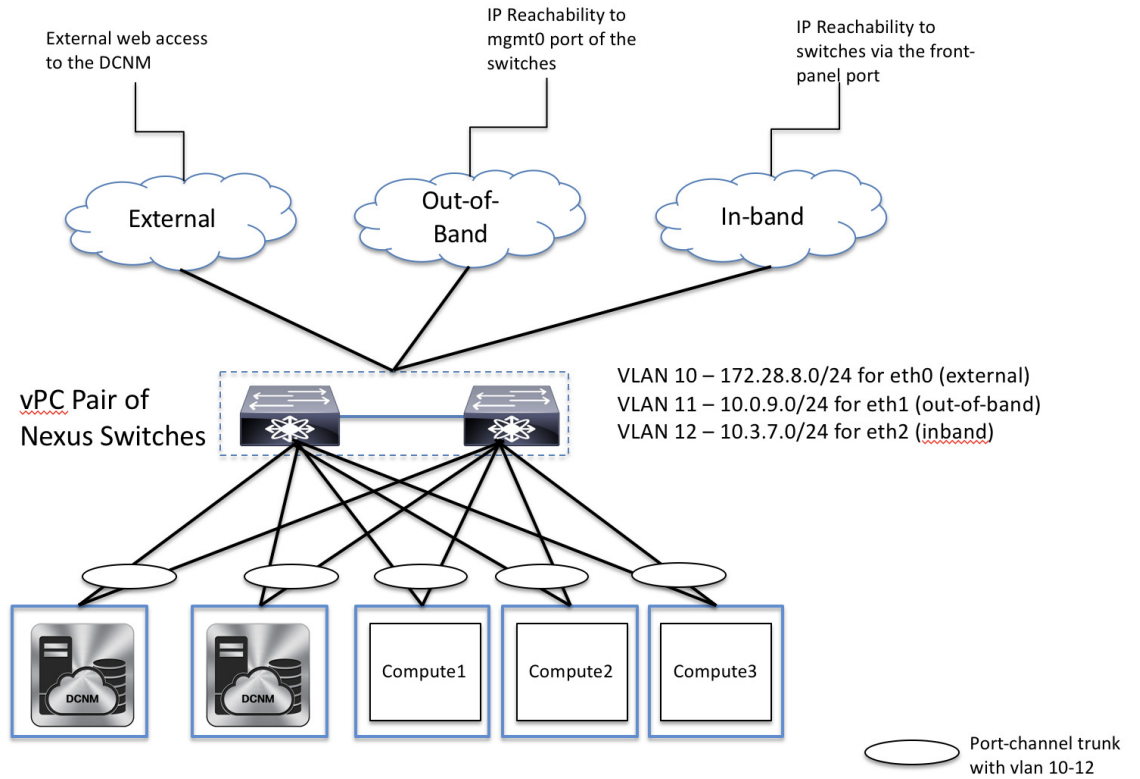 External web access
to the DCNM
IP Reachability to
mgmt0 port of the
switches
IP Reachability to
switches via the front-
panel port
External
Out-of-
Band
In-band
vPC Pair of
Nexus Switches
VLAN 10 – 172.28.8.0/24 for eth0 (external)
VLAN 11 – 10.0.9.0/24 for eth1 (out-of-band)
VLAN 12 – 10.3.7.0/24 for eth2 (inband)
DCNM
DCNM
Compute1
Compute2
Compute3
Port-channel trunk
with vlan 10-12